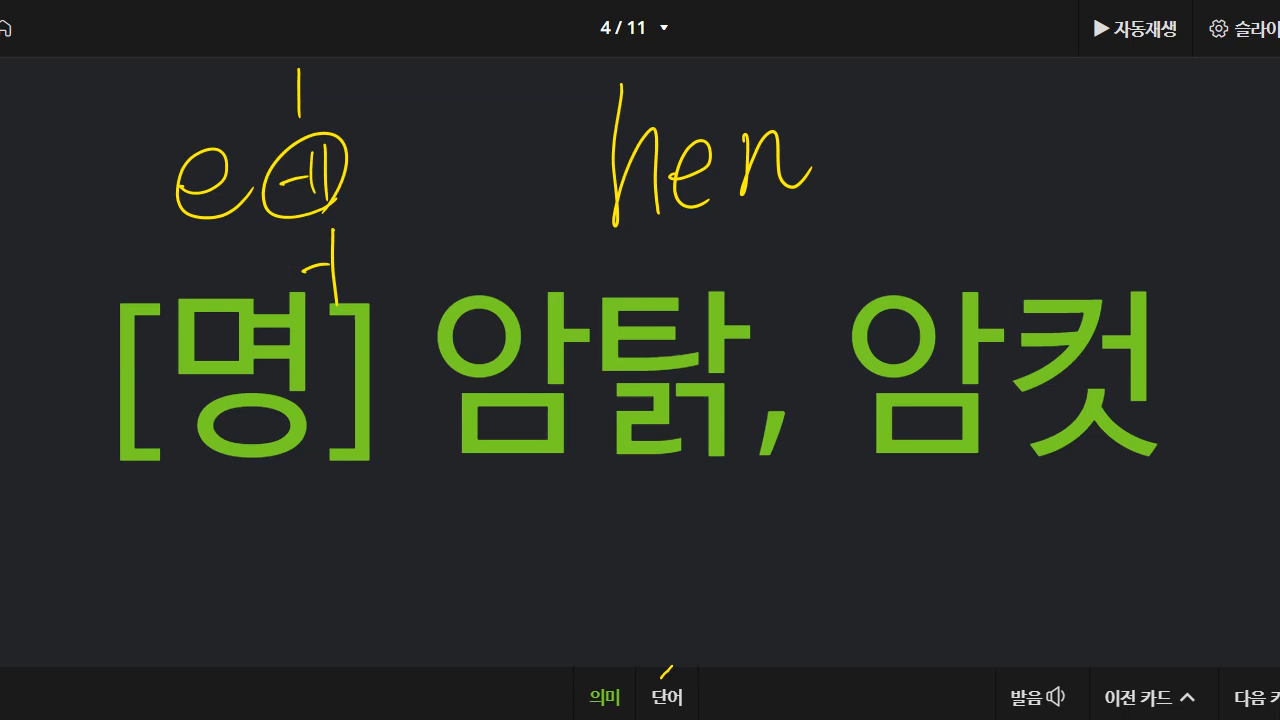 4 / 11
▶ 자동재생
슬라이
ㅣ
e ㅔ
hen
ㅓ
[명] 암탉, 암컷
의미
단어
발음
이전 카드
다음